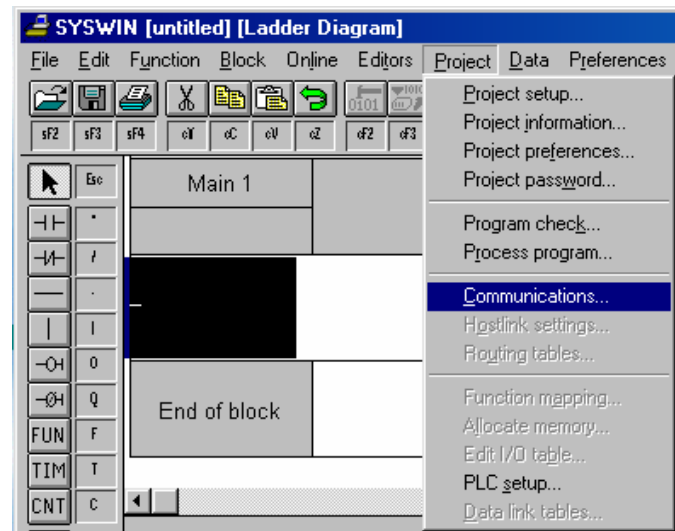 SYSWIN [untitled] [Ladder Diagram]
File Edit Function Block Online Editors Project Data Preferences
sF2 sF3 sF4 cX cC cV cZ cF2 cF3
Project setup...
Project information...
Project preferences...
Project password...
Program check...
Process program...
Communications...
Hostlink settings...
Routing tables...
Function mapping...
Allocate memory...
Edit I/O table...
PLC setup...
Data link tables...
Esc
Main 1
O
Q
End of block
FUN F
TIM T
CNT C